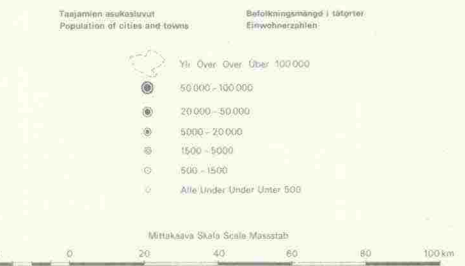 Taajamien asukasluvut
Population of cities and towns
Befolkningsmängd i tätorter
Einwohnerzahlen
Yli Över Over Über 100 000
50 000 - 100 000
20 000 - 50 000
5000 - 20 000
1500 - 5000
500 - 1500
Alle Under Under Unter 500
Mittakaava Skala Scale Massstab
0 20 40 60 80 100 km